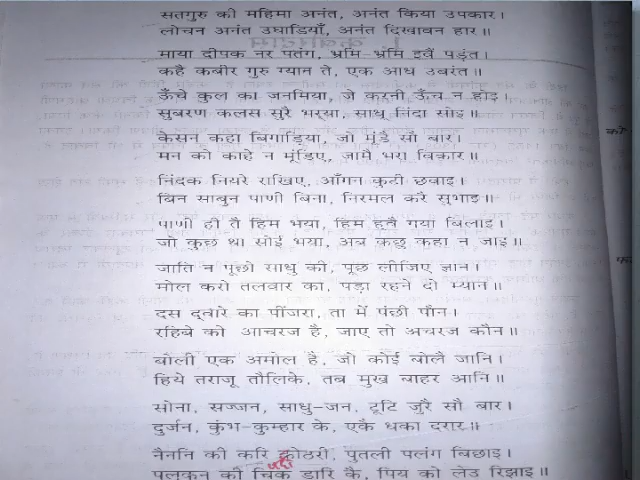 सतगुरु की महिमा अनंत, अनंत किया उपकार।
लोचन अनंत उघाड़ियाँ, अनंत दिखावन हार॥
माया दीपक नर पतंग, भ्रमि भ्रंमि इवैं पड़ंत।
कहै कबीर गुरु ग्यान ते, एक आध उबरंत॥
ऊँचे कुल का जनमिया, जे करनी ऊँच न होइ।
सुबरण कलस सुरै भर्‌या, साधू निंदा सोइ॥
केसन कहा बिगाड़िया, जो मूंडै सौ बार।
मन को काहे न मूंडिए, जामै भरा विकार॥
निंदक नियरे राखिए, आँगन कुटी छवाइ।
बिन साबुन पाणी बिना, निरमल करै सुभाइ॥
पाणी ही तै हिम भया, हिम ह्वै गया बिलाइ।
जो कुछ था सोई भया, अब कछु कहा न जाइ॥
जाति न पूछो साधु की, पूछ लीजिए ज्ञान।
मोल करो तलवार का, पड़ा रहने दो म्यान॥
दस द्वारे का पींजरा, ता में पंछी पौन।
रहिबे को आचरज है, जाए तो अचरज कौन॥
बोली एक अमोल है, जो कोई बोलै जानि।
हिये तराजू तौलिके, तब मुख बाहर आनि॥
सोना, सज्जन, साधु-जन, टूटि जुरै सौ बार।
दुर्जन, कुंभ-कुम्हार के, एकै धका दरार॥
नैननि की करि कोठरी, पुतली पलंग बिछाइ।
पलकन की चिक डारि कै, पिय को लेउ रिझाइ॥